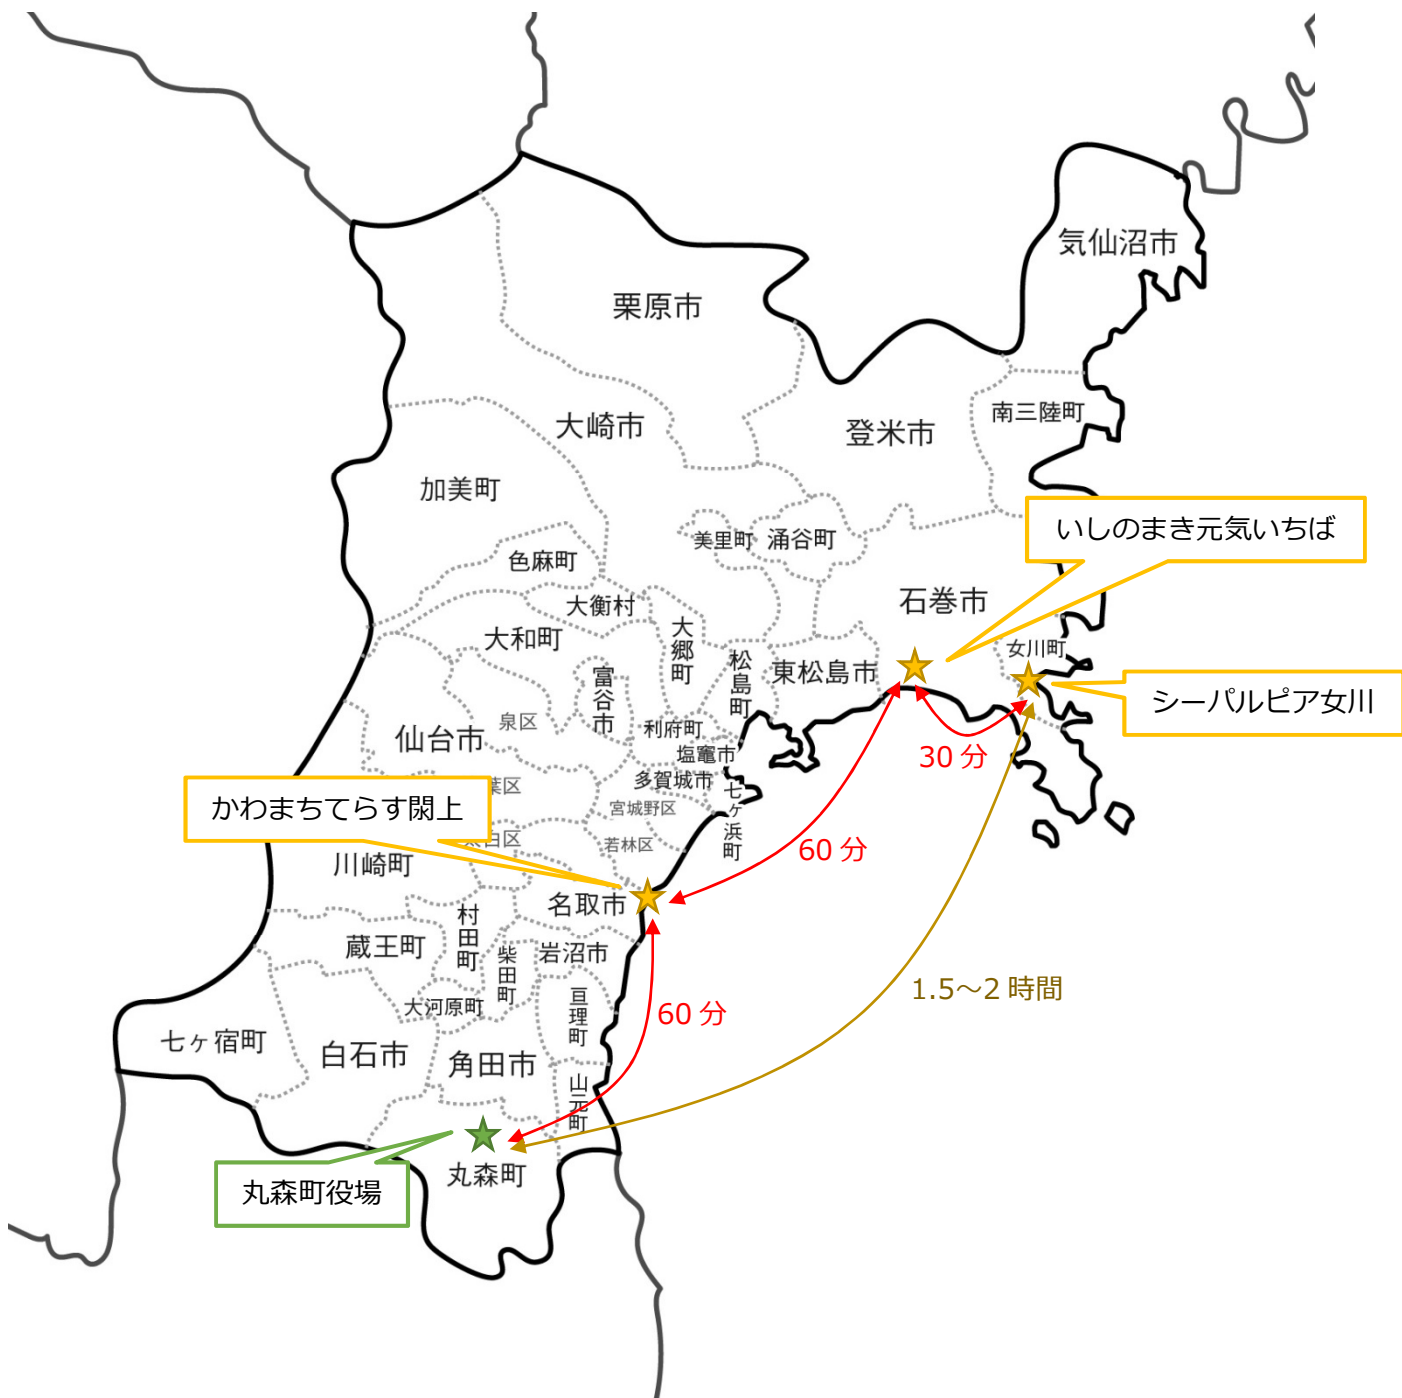 気仙沼市
栗原市
南三陸町
大崎市
登米市
加美町
いしのまき元気いちば
美里町
涌谷町
色麻町
石巻市
大衡村
大和町
大郷町
女川町
松島町
東松島市
富谷市
シーパルピア女川
泉区
利府町
仙台市
塩竈市
30分
多賀城市
葉区
かわまちてらす閖上
宮城野区
七ヶ浜町
白区
若林区
60分
川崎町
名取市
村田町
蔵王町
岩沼市
柴田町
1.5～2時間
大河原町
亘理町
60分
七ヶ宿町
白石市
角田市
山元町
丸森町
丸森町役場